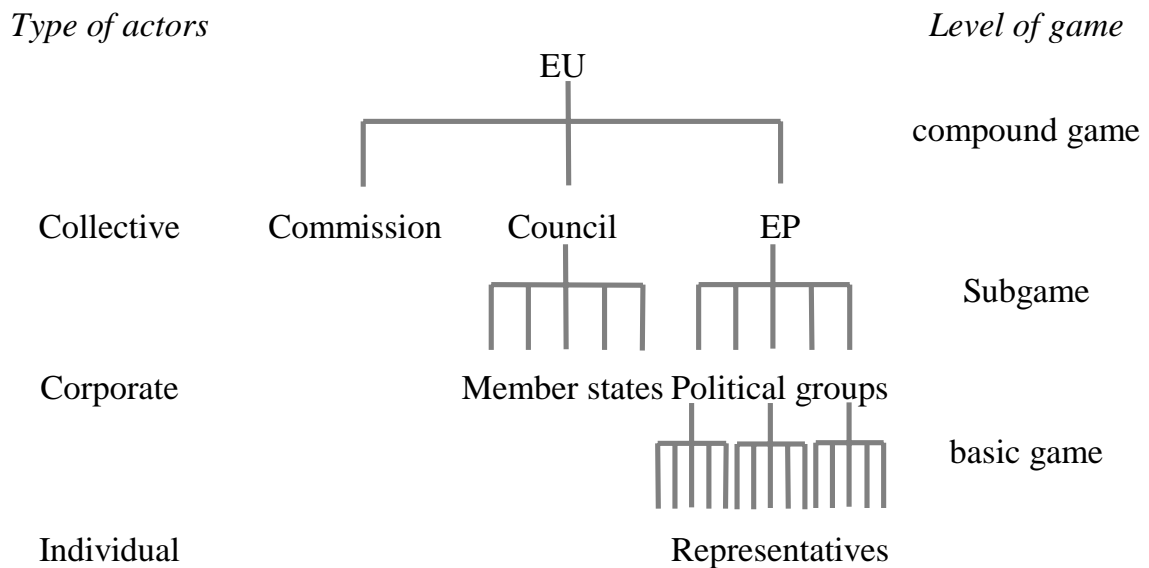 Type of actors Level of game
EU
compound game
Collective Commission Council EP
Subgame
Corporate Member states Political groups
basic game
Individual Representatives